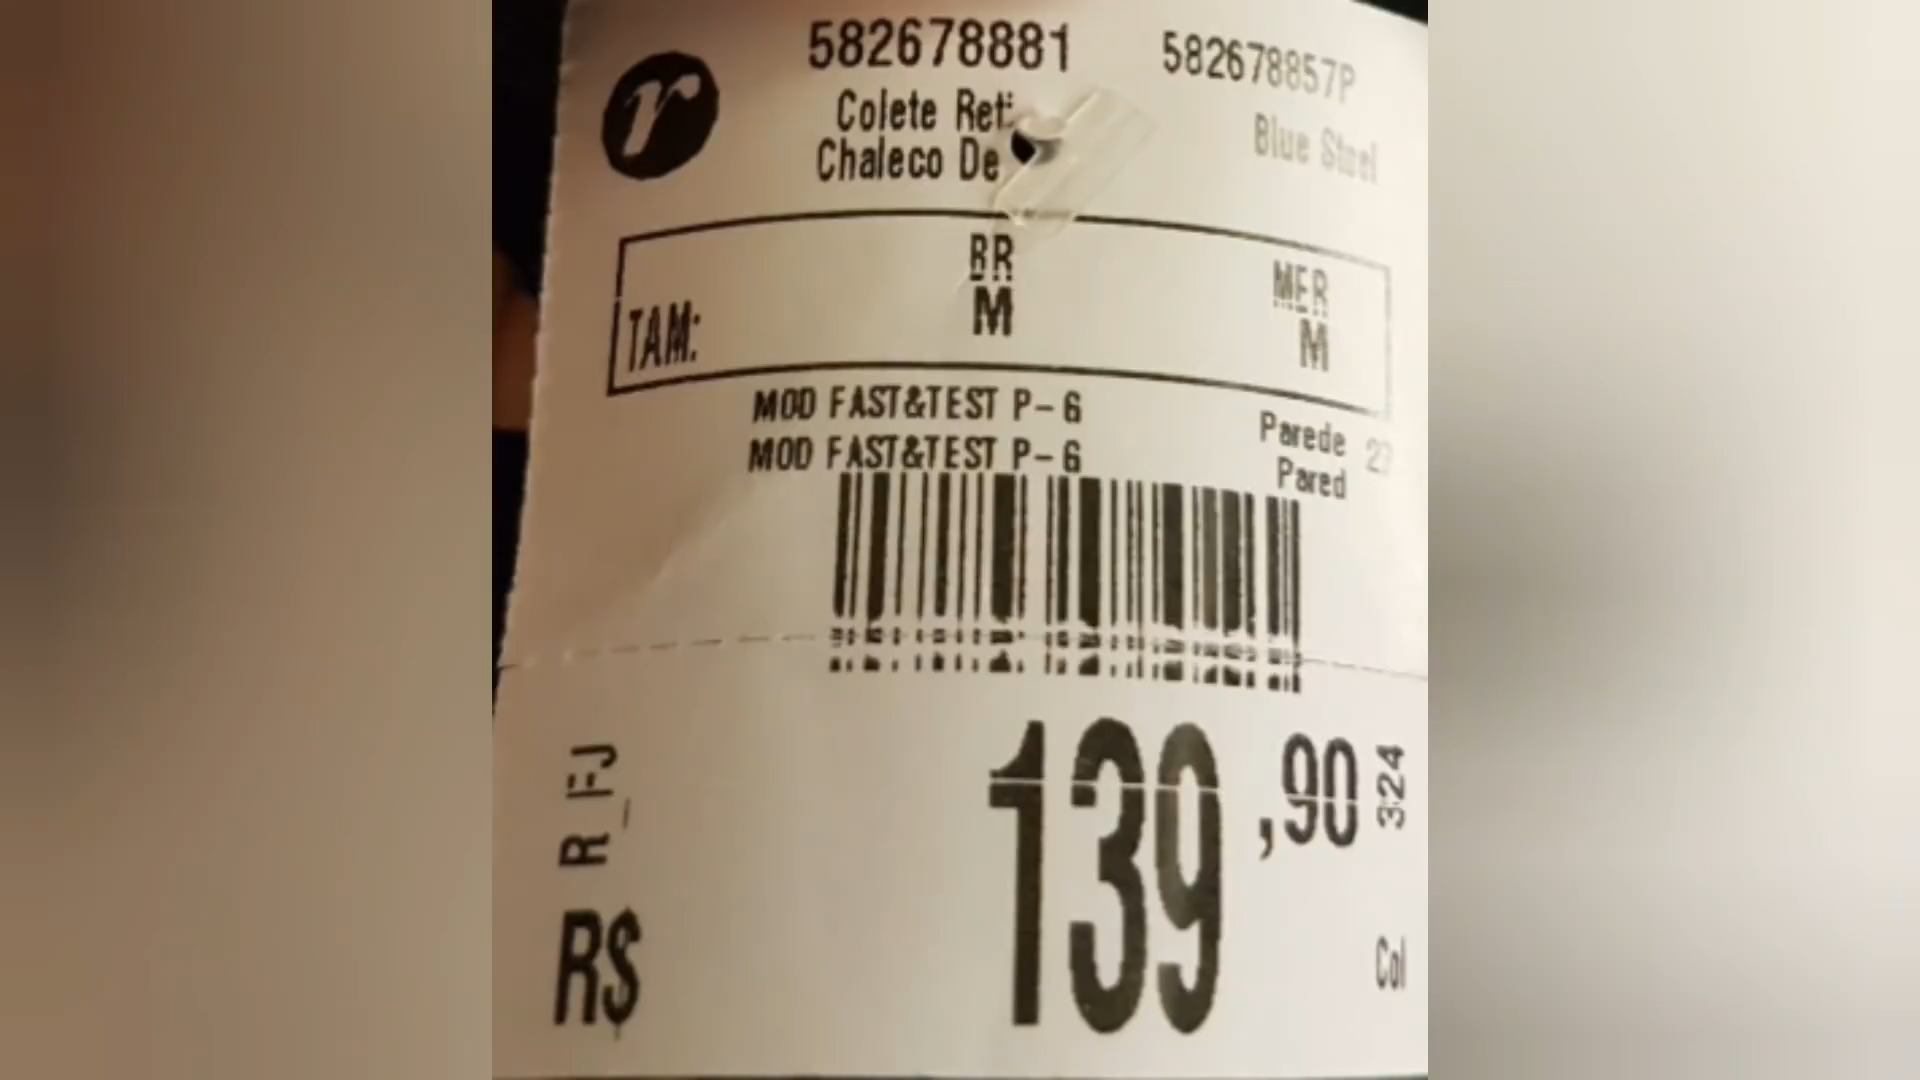 r
582678881 582678857P
Colete Ret
Chaleco De Blue Steel
BR MER
TAM: M M
MOD FAST&TEST P-6 Parede
MOD FAST&TEST P-6 Pared
R_FJ
R$ 139,90
324
Col